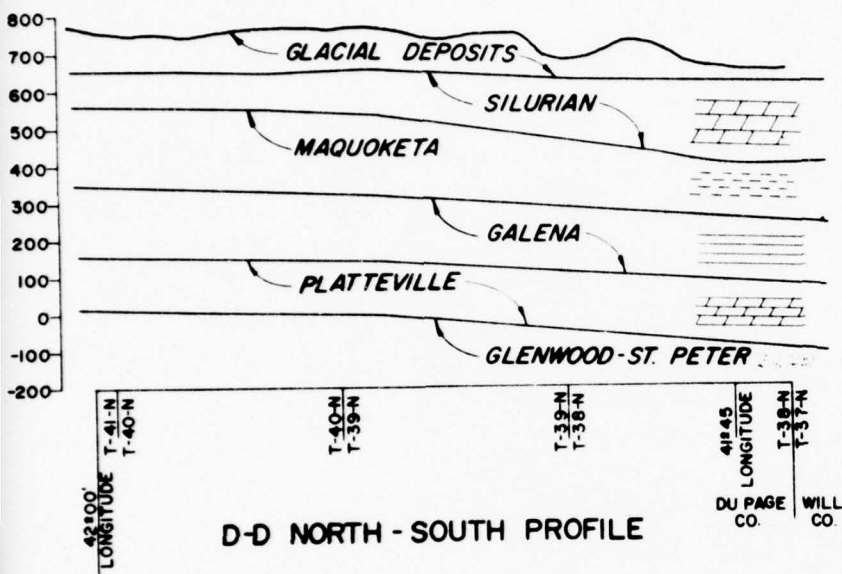 800
700
600
500
400
300
200
100
0
-100
-200
GLACIAL DEPOSITS
SILURIAN
MAQUOKETA
GALENA
PLATTEVILLE
GLENWOOD-ST. PETER
42°00'
LONGITUDE
T-41-N
T-40-N
T-40-N
T-39-N
T-39-N
T-38-N
41°45
LONGITUDE
T-38-N
T-37-N
DU PAGE
CO.
WILL
CO.
D-D NORTH-SOUTH PROFILE